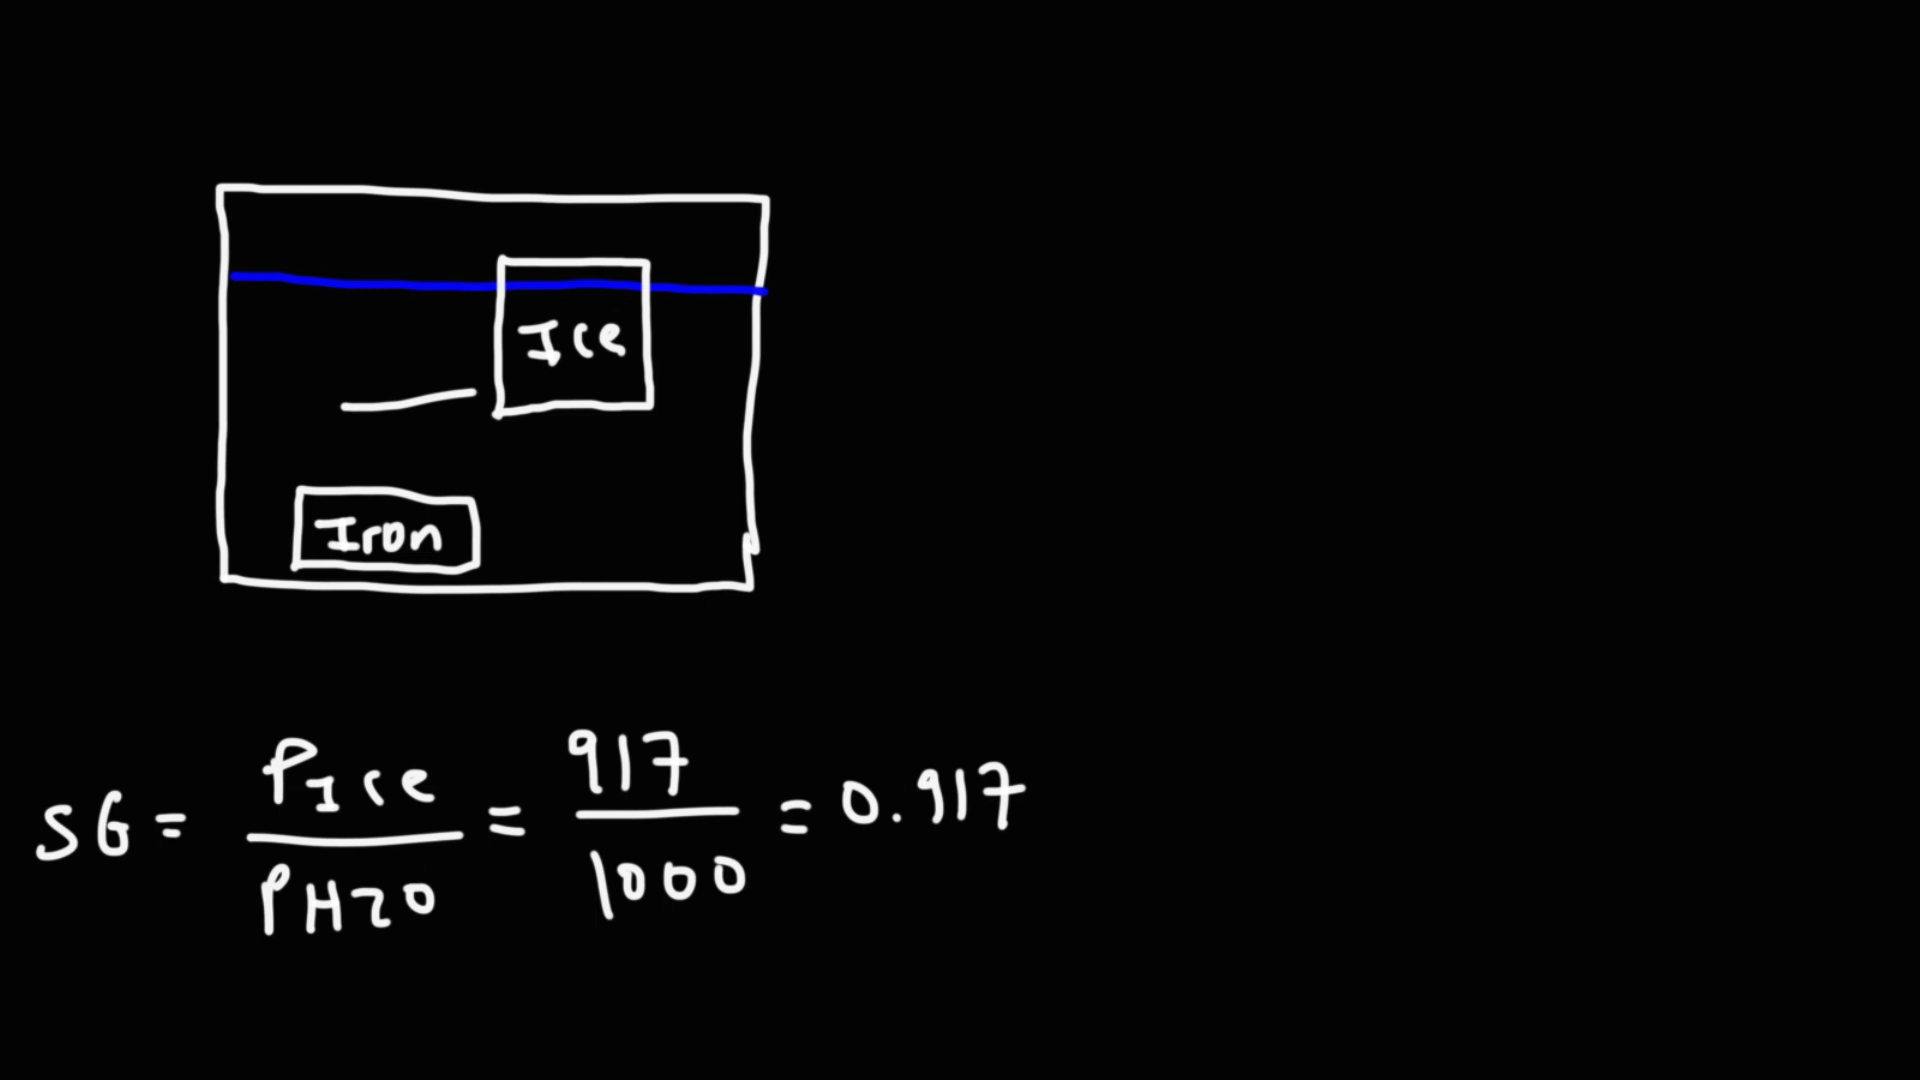 Ice
Iron
SG = ρIce / ρH2O = 917 / 1000 = 0.917